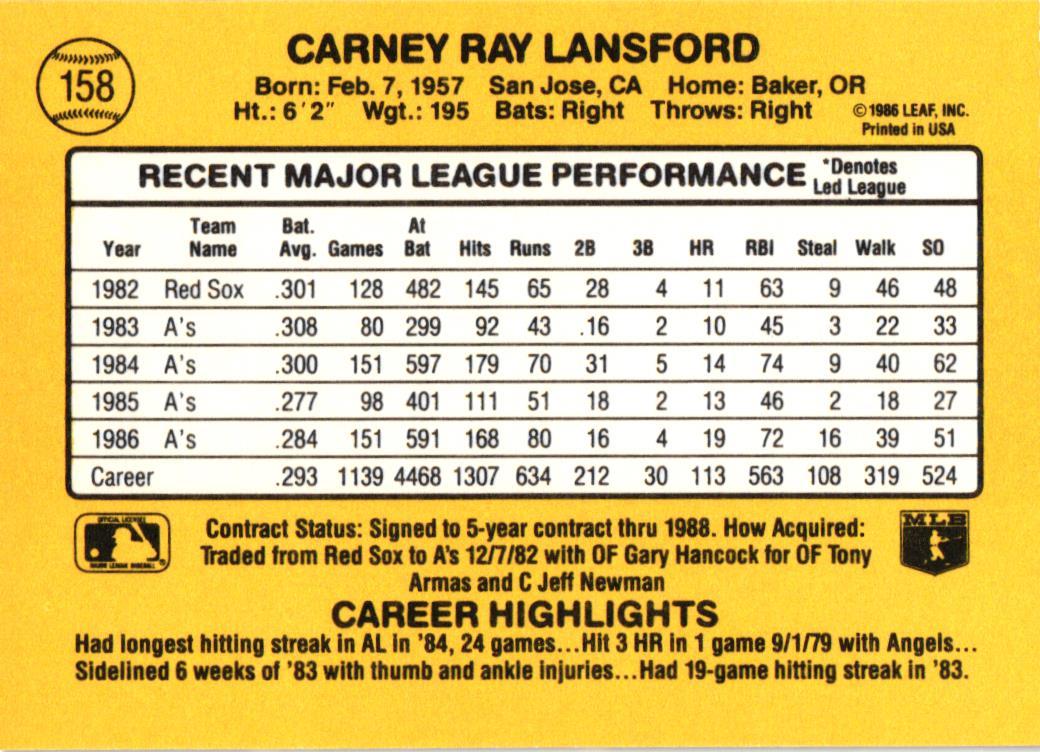 158
CARNEY RAY LANSFORD
Born: Feb. 7, 1957 San Jose, CA Home: Baker, OR
Ht.: 6'2" Wgt.: 195 Bats: Right Throws: Right
©1986 LEAF, INC.
Printed in USA
RECENT MAJOR LEAGUE PERFORMANCE *Denotes Led League
Year Team Name Bat. Avg. Games At Bat Hits Runs 2B 3B HR RBI Steal Walk SO
1982 Red Sox .301 128 482 145 65 28 4 11 63 9 46 48
1983 A's .308 80 299 92 43 .16 2 10 45 3 22 33
1984 A's .300 151 597 179 70 31 5 14 74 9 40 62
1985 A's .277 98 401 111 51 18 2 13 46 2 18 27
1986 A's .284 151 591 168 80 16 4 19 72 16 39 51
Career .293 1139 4468 1307 634 212 30 113 563 108 319 524
OFFICIAL LICENSEE
MAJOR LEAGUE BASEBALL
®
MLB
Contract Status: Signed to 5-year contract thru 1988. How Acquired:
Traded from Red Sox to A's 12/7/82 with OF Gary Hancock for OF Tony
Armas and C Jeff Newman
CAREER HIGHLIGHTS
Had longest hitting streak in AL in '84, 24 games...Hit 3 HR in 1 game 9/1/79 with Angels...
Sidelined 6 weeks of '83 with thumb and ankle injuries...Had 19-game hitting streak in '83.